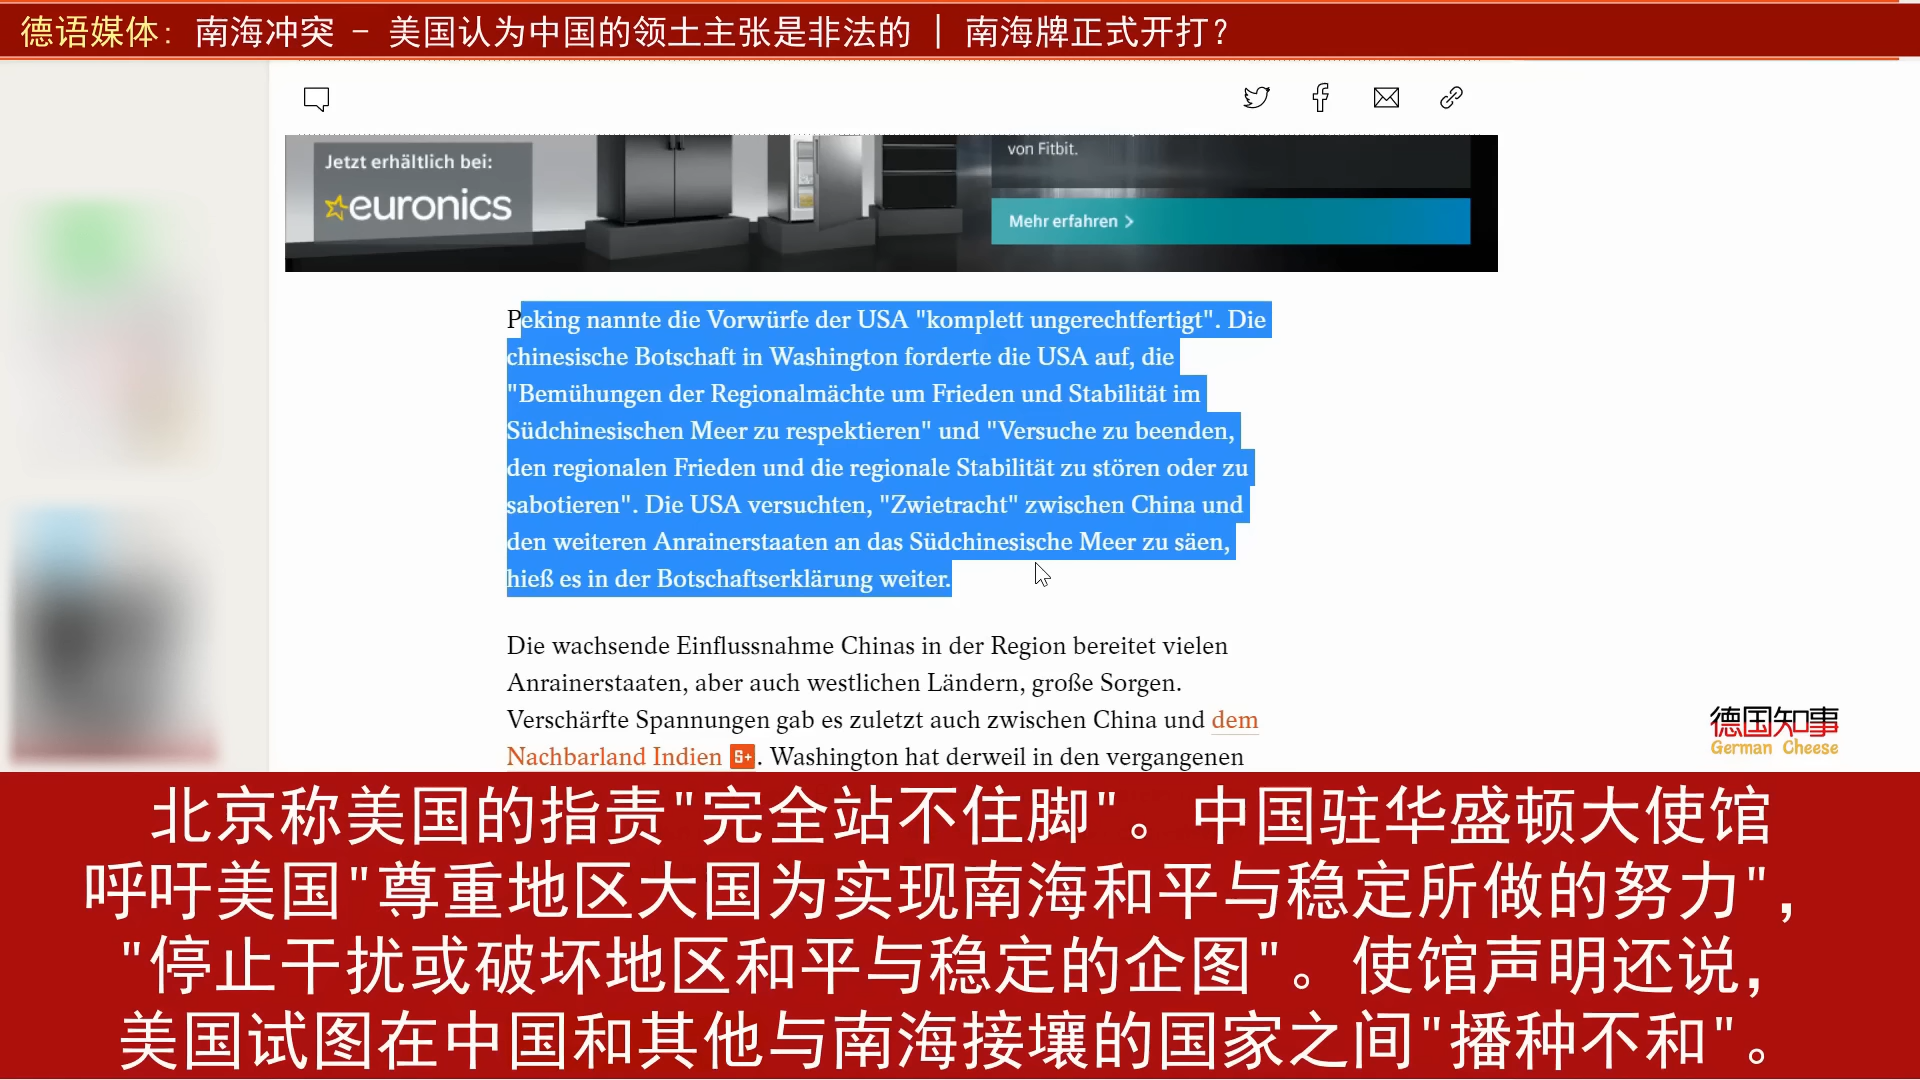 德语媒体: 南海冲突 - 美国认为中国的领土主张是非法的 | 南海牌正式开打?
Jetzt erhältlich bei:
euronics
von Fitbit.
Mehr erfahren >
Peking nannte die Vorwürfe der USA "komplett ungerechtfertigt". Die
chinesische Botschaft in Washington forderte die USA auf, die
"Bemühungen der Regionalmächte um Frieden und Stabilität im
Südchinesischen Meer zu respektieren" und "Versuche zu beenden,
den regionalen Frieden und die regionale Stabilität zu stören oder zu
sabotieren". Die USA versuchten, "Zwietracht" zwischen China und
den weiteren Anrainerstaaten an das Südchinesische Meer zu säen,
hieß es in der Botschaftserklärung weiter.
Die wachsende Einflussnahme Chinas in der Region bereitet vielen
Anrainerstaaten, aber auch westlichen Ländern, große Sorgen.
Verschärfte Spannungen gab es zuletzt auch zwischen China und dem
Nachbarland Indien S+. Washington hat derweil in den vergangenen
德国知事
German Cheese
北京称美国的指责"完全站不住脚"。中国驻华盛顿大使馆
呼吁美国"尊重地区大国为实现南海和平与稳定所做的努力",
"停止干扰或破坏地区和平与稳定的企图"。使馆声明还说,
美国试图在中国和其他与南海接壤的国家之间"播种不和"。